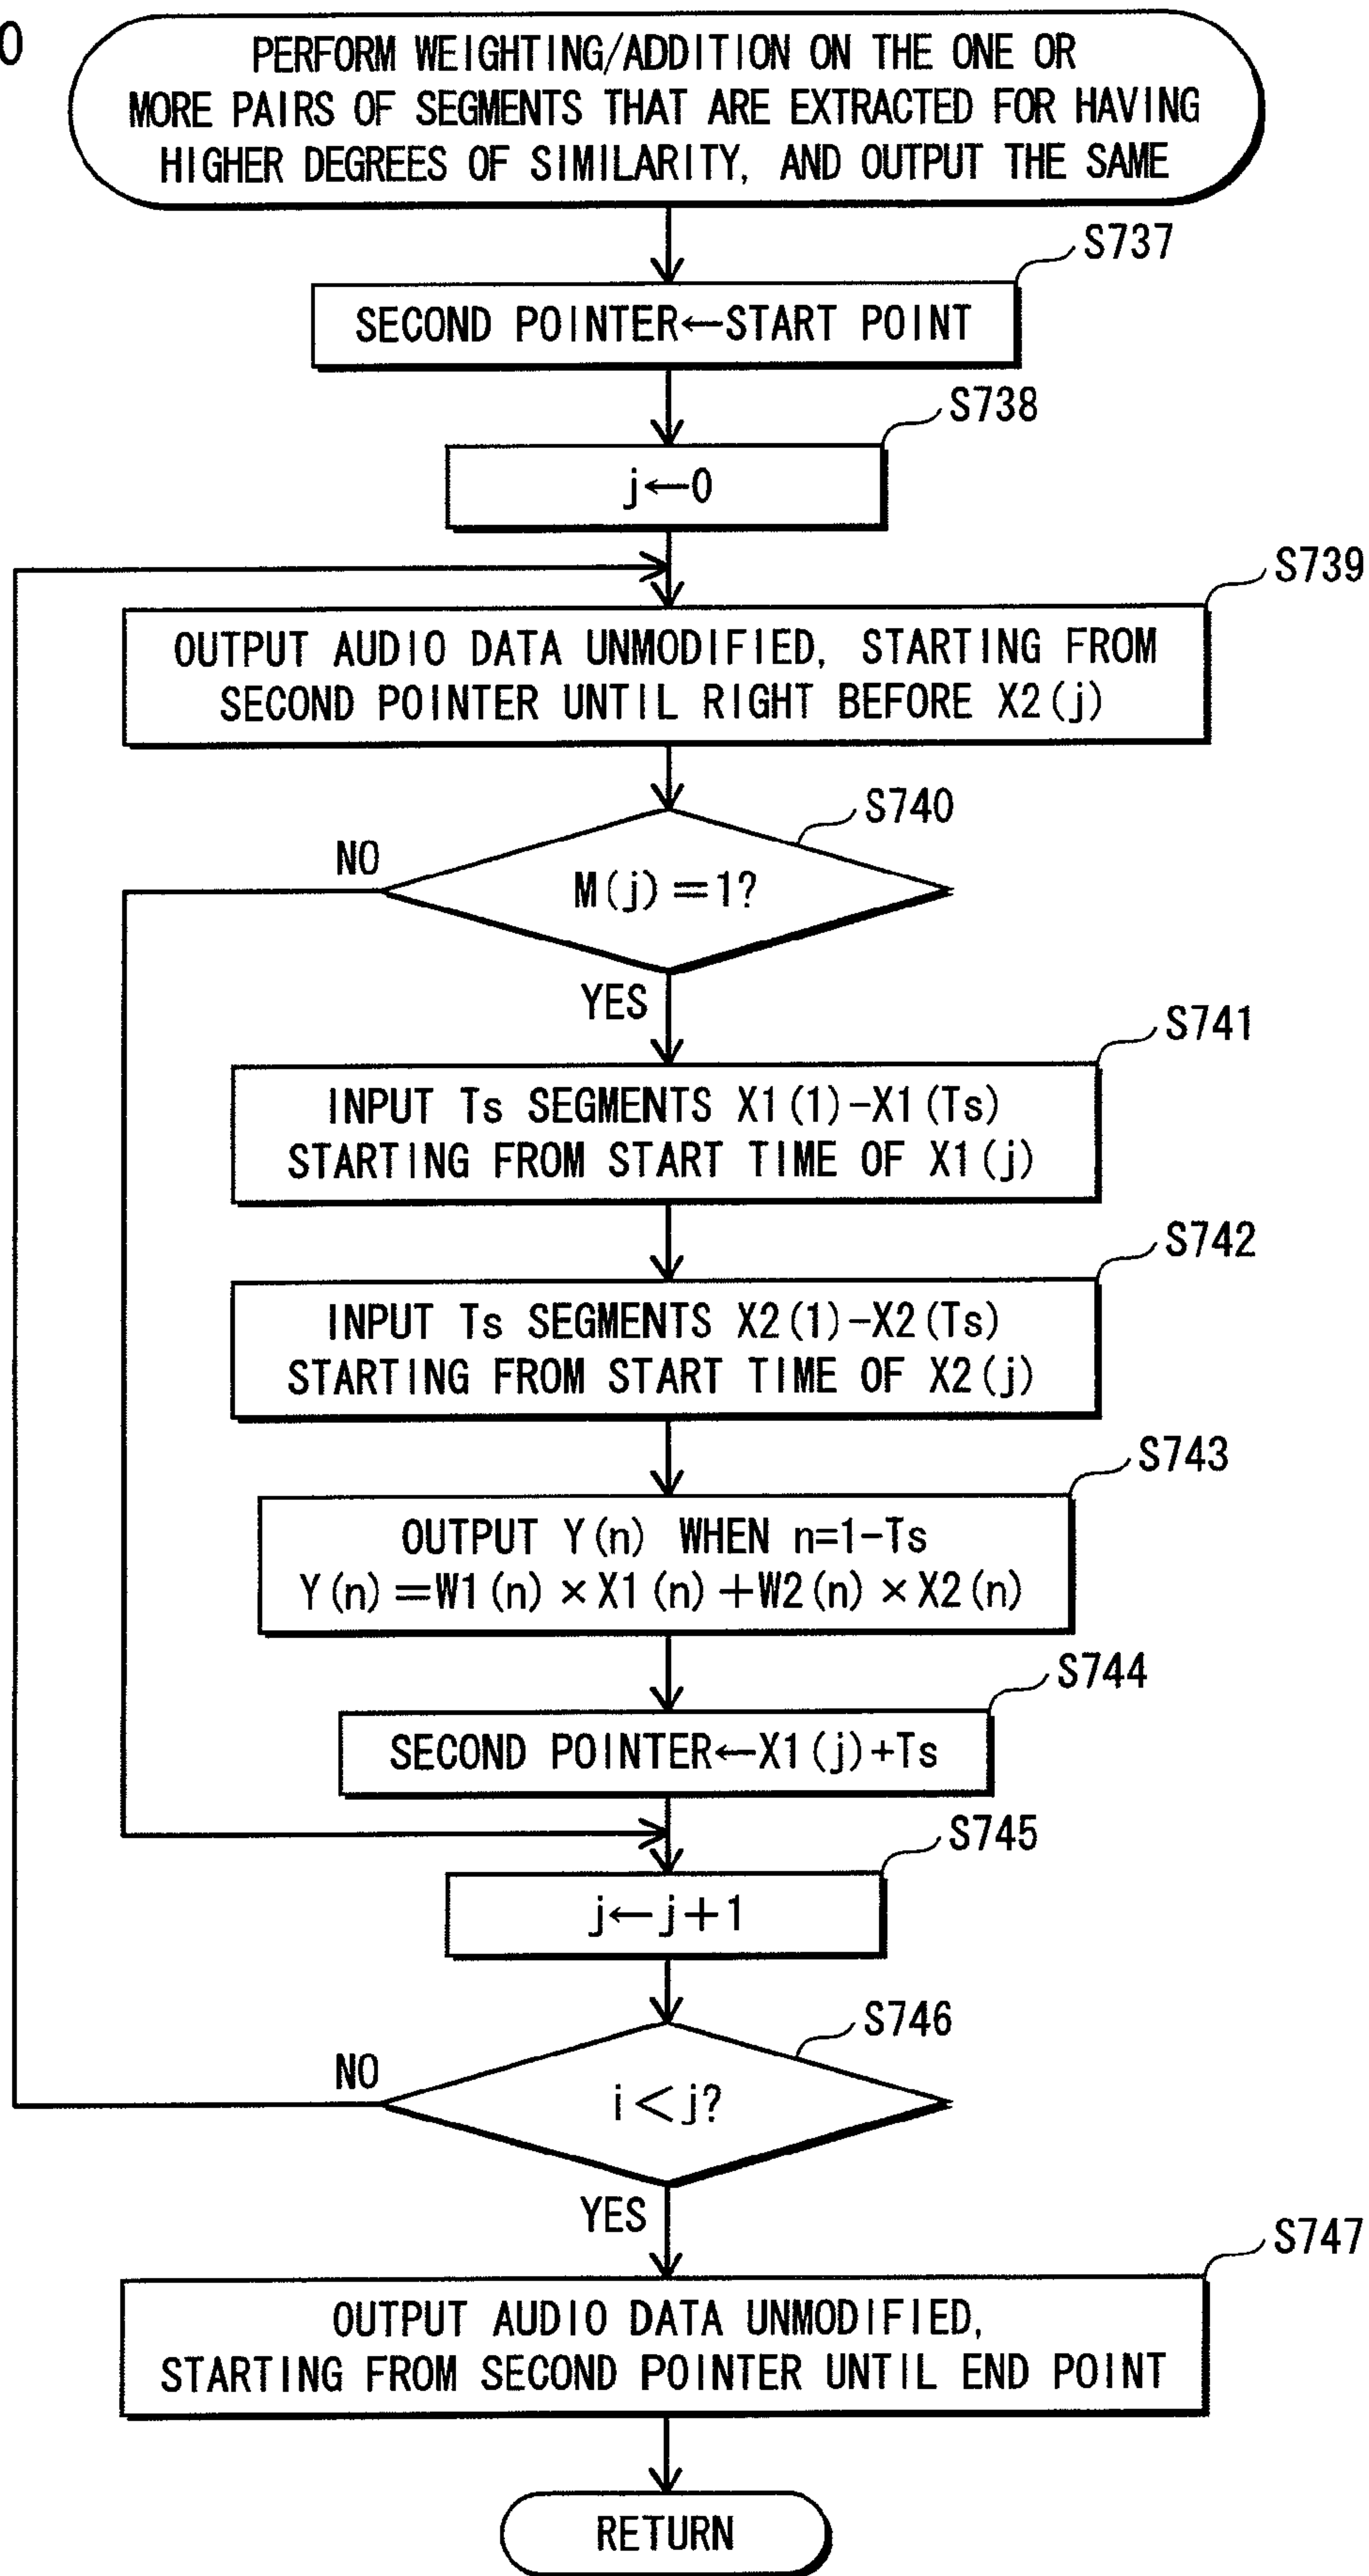 0
PERFORM WEIGHTING/ADDITION ON THE ONE OR
MORE PAIRS OF SEGMENTS THAT ARE EXTRACTED FOR HAVING
HIGHER DEGREES OF SIMILARITY, AND OUTPUT THE SAME
S737
SECOND POINTER←START POINT
S738
j←0
S739
OUTPUT AUDIO DATA UNMODIFIED, STARTING FROM
SECOND POINTER UNTIL RIGHT BEFORE X2(j)
S740
NO
M(j)=1?
YES
S741
INPUT Ts SEGMENTS X1(1)-X1(Ts)
STARTING FROM START TIME OF X1(j)
S742
INPUT Ts SEGMENTS X2(1)-X2(Ts)
STARTING FROM START TIME OF X2(j)
S743
OUTPUT Y(n) WHEN n=1-Ts
Y(n)=W1(n)×X1(n)+W2(n)×X2(n)
S744
SECOND POINTER←X1(j)+Ts
S745
j←j+1
S746
NO
i<j?
YES
S747
OUTPUT AUDIO DATA UNMODIFIED,
STARTING FROM SECOND POINTER UNTIL END POINT
RETURN